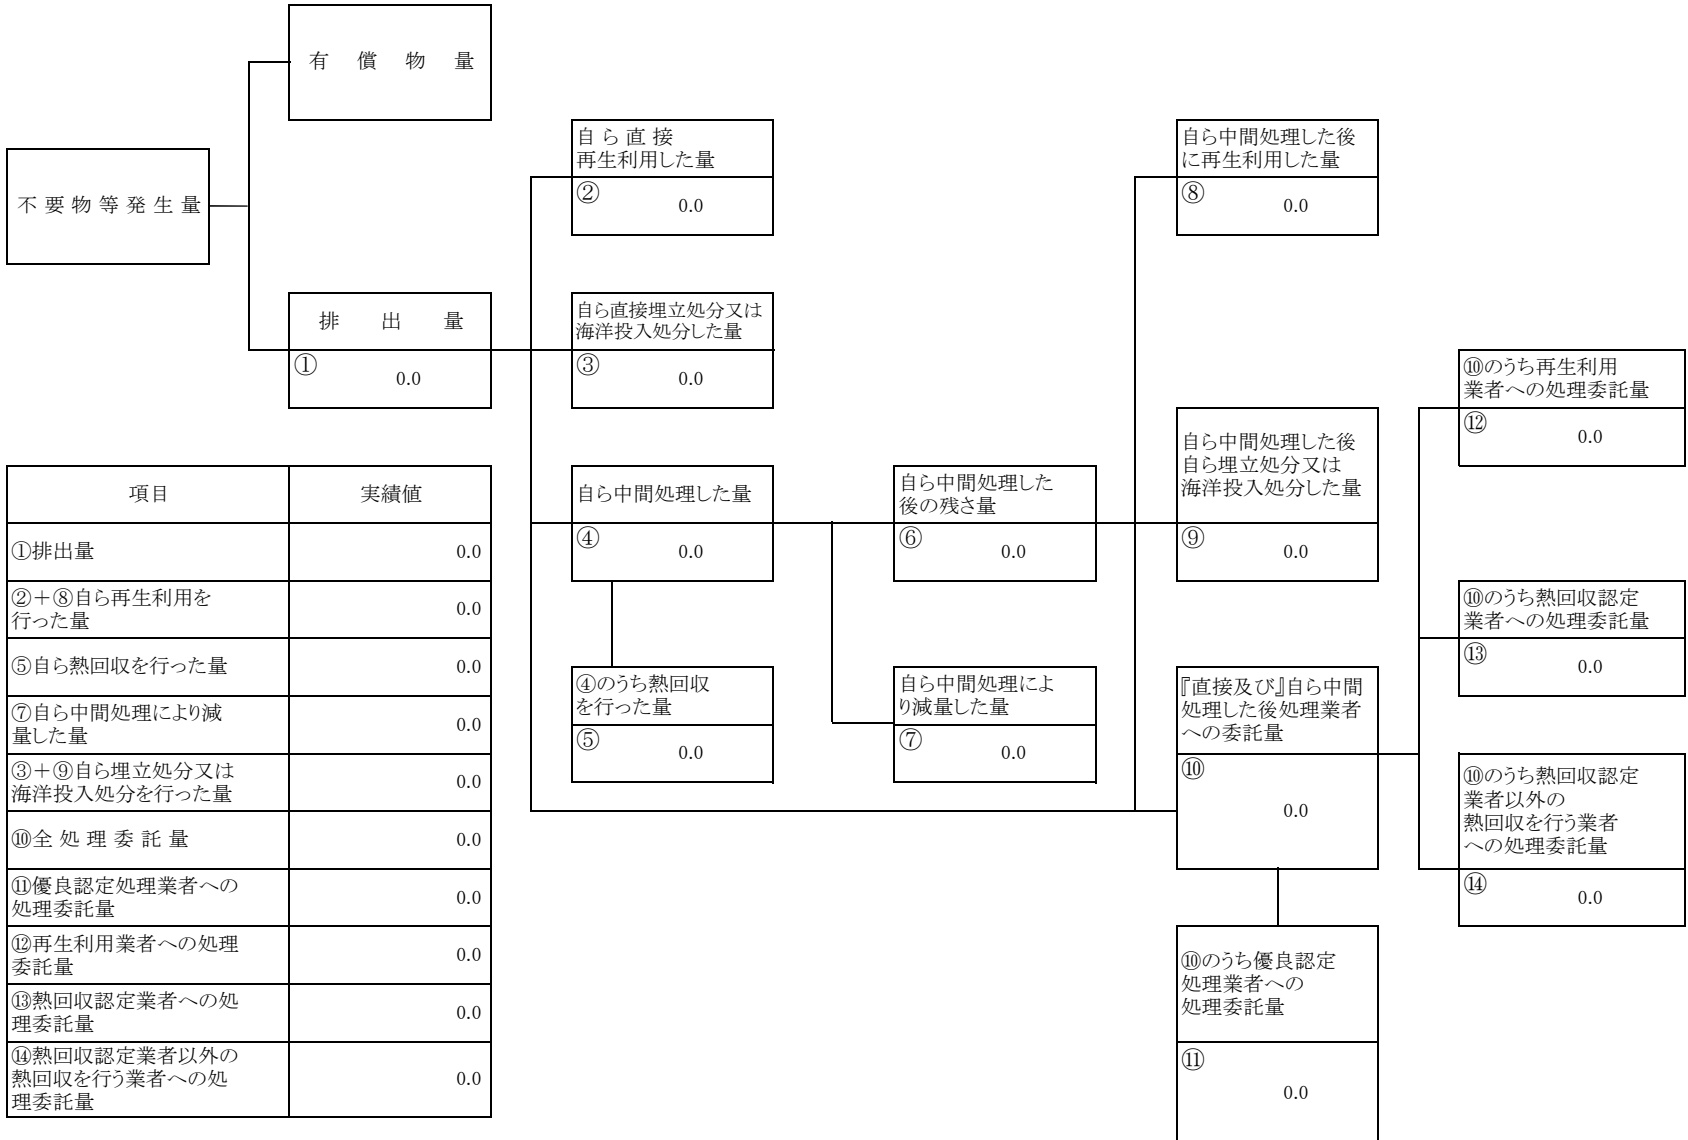 有償物量
不要物等発生量
排出量
①
0.0
自ら直接
再生利用した量
②
0.0
自ら直接埋立処分又は
海洋投入処分した量
③
0.0
自ら中間処理した量
④
0.0
④のうち熱回収
を行った量
⑤
0.0
自ら中間処理した
後の残さ量
⑥
0.0
自ら中間処理によ
り減量した量
⑦
0.0
自ら中間処理した後
に再生利用した量
⑧
0.0
自ら中間処理した後
自ら埋立処分又は
海洋投入処分した量
⑨
0.0
『直接及び』自ら中間
処理した後処理業者
への委託量
⑩
0.0
⑩のうち優良認定
処理業者への
処理委託量
⑪
0.0
⑩のうち再生利用
業者への処理委託量
⑫
0.0
⑩のうち熱回収認定
業者への処理委託量
⑬
0.0
⑩のうち熱回収認定
業者以外の
熱回収を行う業者
への処理委託量
⑭
0.0
項目 実績値
①排出量 0.0
②+⑧自ら再生利用を
行った量 0.0
⑤自ら熱回収を行った量 0.0
⑦自ら中間処理により減
量した量 0.0
③+⑨自ら埋立処分又は
海洋投入処分を行った量 0.0
⑩全処理委託量 0.0
⑪優良認定処理業者への
処理委託量 0.0
⑫再生利用業者への処理
委託量 0.0
⑬熱回収認定業者への処
理委託量 0.0
⑭熱回収認定業者以外の
熱回収を行う業者への処
理委託量 0.0